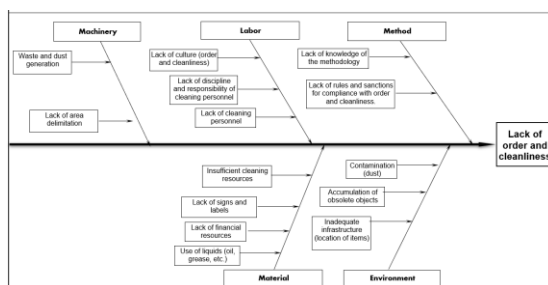 Machinery
Labor
Method
Waste and dust
generation
Lack of area
delimitation
Lack of culture (order
and cleanliness)
Lack of discipline
and responsibility of
cleaning personnel
Lack of cleaning
personnel
Lack of knowledge of
the methodology
Lack of rules and sanctions
for compliance with order
and cleanliness.
Lack of
order and
cleanliness
Insufficient cleaning
resources
Lack of signs and
labels
Lack of financial
resources
Use of liquids (oil,
grease, etc.)
Material
Contamination
(dust)
Accumulation of
obsolete objects
Inadequate
infrastructure
(location of items)
Environment